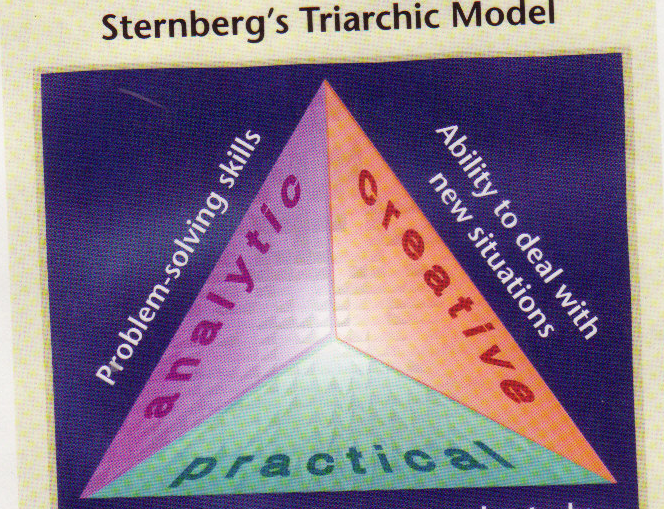 Sternberg's Triarchic Model
Problem-solving skills
analytic
creative
Ability to deal with
new situations
practical